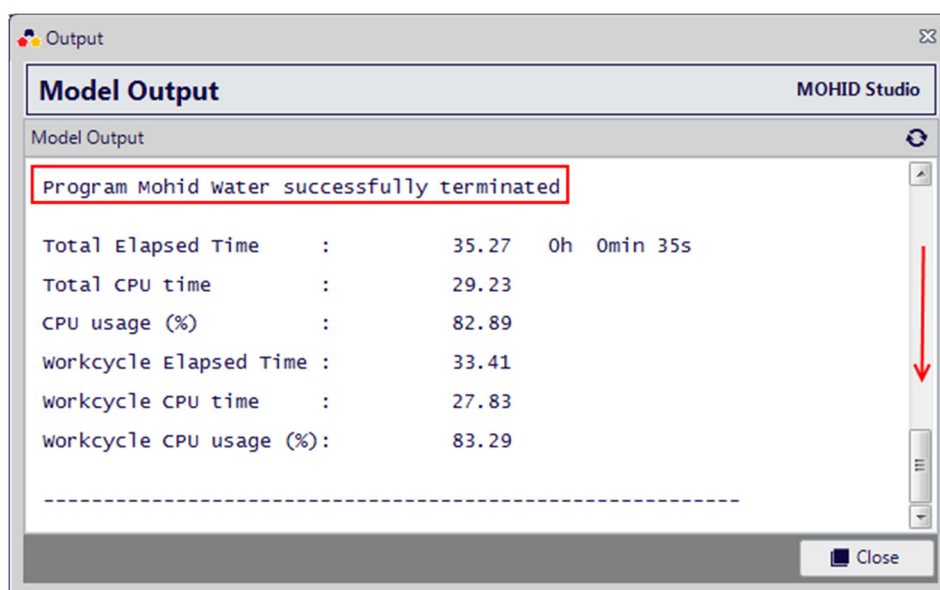 Output
Model Output
MOHID Studio
Model Output
Program Mohid Water successfully terminated
Total Elapsed Time : 35.27 0h 0min 35s
Total CPU time : 29.23
CPU usage (%) : 82.89
Workcycle Elapsed Time : 33.41
Workcycle CPU time : 27.83
Workcycle CPU usage (%): 83.29
----------------------------------------------------------
Close